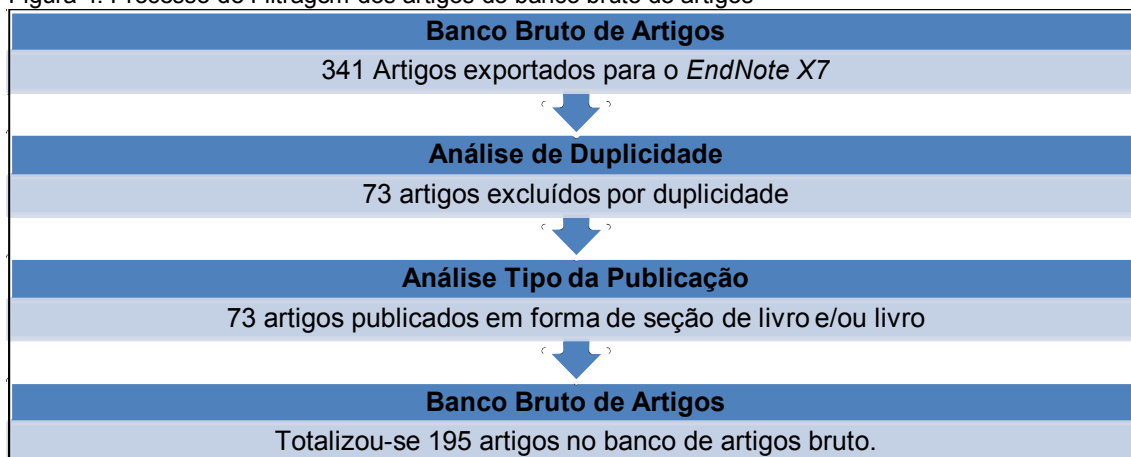 Banco Bruto de Artigos
341 Artigos exportados para o EndNote X7
Análise de Duplicidade
73 artigos excluídos por duplicidade
Análise Tipo da Publicação
73 artigos publicados em forma de seção de livro e/ou livro
Banco Bruto de Artigos
Totalizou-se 195 artigos no banco de artigos bruto.